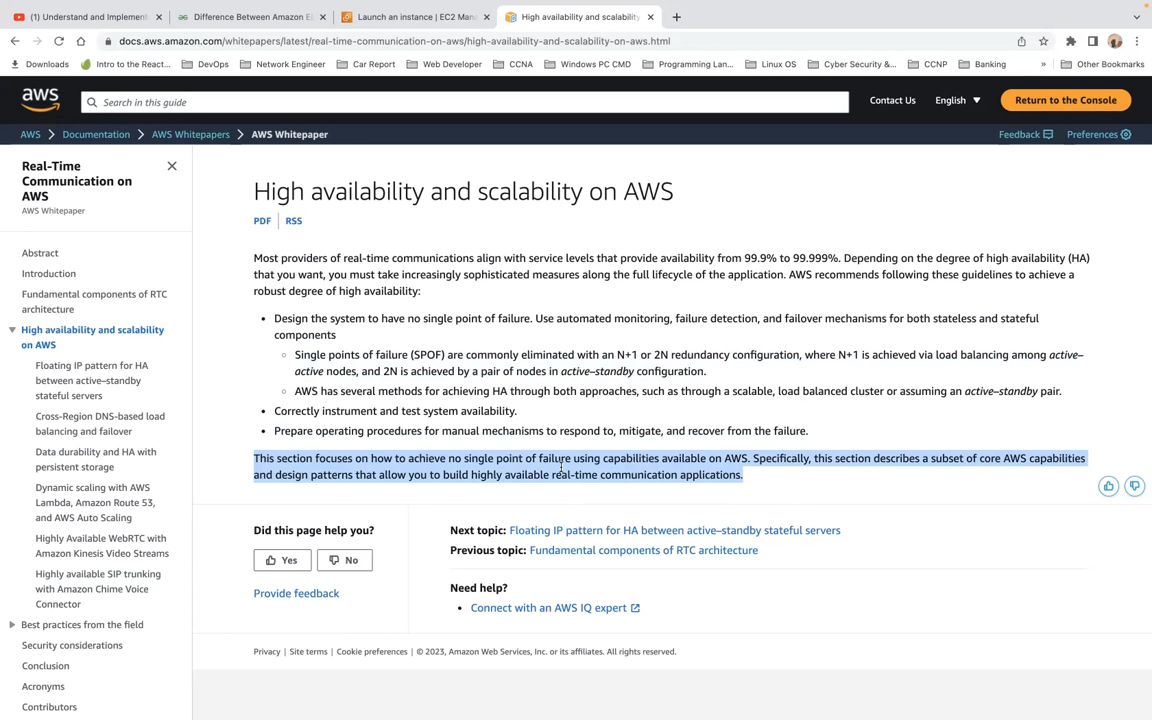 (1) Understand and Implement
Difference Between Amazon EB
Launch an instance | EC2 Man
High availability and scalability
docs.aws.amazon.com/whitepapers/latest/real-time-communication-on-aws/high-availability-and-scalability-on-aws.html
Downloads
Intro to the React...
DevOps
Network Engineer
Car Report
Web Developer
CCNA
Windows PC CMD
Programming Lan...
Linux OS
Cyber Security &...
CCNP
Banking
»
Other Bookmarks
aws
Search in this guide
Contact Us
English
Return to the Console
AWS
Documentation
AWS Whitepapers
AWS Whitepaper
Feedback
Preferences
Real-Time
Communication on
AWS
AWS Whitepaper
Abstract
Introduction
Fundamental components of RTC
architecture
High availability and scalability
on AWS
Floating IP pattern for HA
between active–standby
stateful servers
Cross-Region DNS-based load
balancing and failover
Data durability and HA with
persistent storage
Dynamic scaling with AWS
Lambda, Amazon Route 53,
and AWS Auto Scaling
Highly Available WebRTC with
Amazon Kinesis Video Streams
Highly available SIP trunking
with Amazon Chime Voice
Connector
Best practices from the field
Security considerations
Conclusion
Acronyms
Contributors
High availability and scalability on AWS
PDF
RSS
Most providers of real-time communications align with service levels that provide availability from 99.9% to 99.999%. Depending on the degree of high availability (HA)
that you want, you must take increasingly sophisticated measures along the full lifecycle of the application. AWS recommends following these guidelines to achieve a
robust degree of high availability:
• Design the system to have no single point of failure. Use automated monitoring, failure detection, and failover mechanisms for both stateless and stateful
components
○ Single points of failure (SPOF) are commonly eliminated with an N+1 or 2N redundancy configuration, where N+1 is achieved via load balancing among active–
active nodes, and 2N is achieved by a pair of nodes in active–standby configuration.
○ AWS has several methods for achieving HA through both approaches, such as through a scalable, load balanced cluster or assuming an active–standby pair.
• Correctly instrument and test system availability.
• Prepare operating procedures for manual mechanisms to respond to, mitigate, and recover from the failure.
This section focuses on how to achieve no single point of failure using capabilities available on AWS. Specifically, this section describes a subset of core AWS capabilities
and design patterns that allow you to build highly available real-time communication applications.
Did this page help you?
Yes
No
Provide feedback
Next topic: Floating IP pattern for HA between active–standby stateful servers
Previous topic: Fundamental components of RTC architecture
Need help?
• Connect with an AWS IQ expert
Privacy | Site terms | Cookie preferences | © 2023, Amazon Web Services, Inc. or its affiliates. All rights reserved.